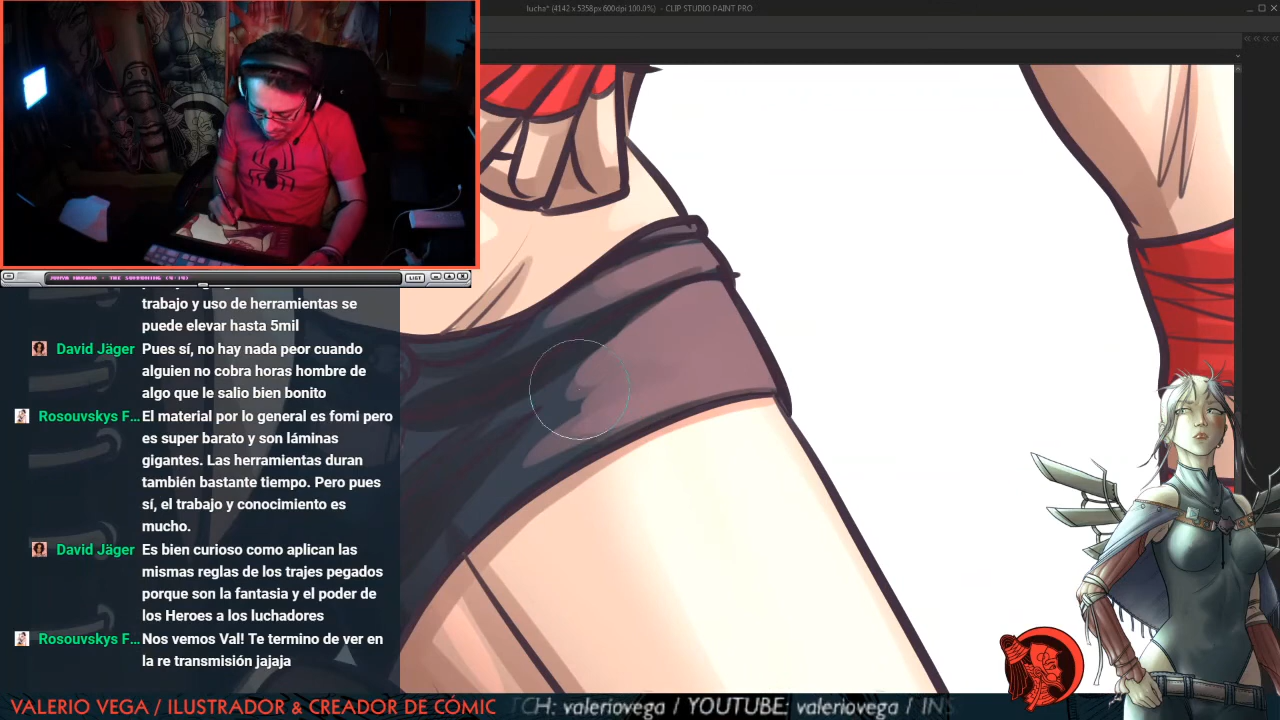 lucha* (4142 x 5358px 600dpi 100.0%) - CLIP STUDIO PAINT PRO
LIST
trabajo y uso de herramientas se
puede elevar hasta 5mil
David Jäger Pues sí, no hay nada peor cuando
alguien no cobra horas hombre de
algo que le salio bien bonito
Rosouvskys F... El material por lo general es fomi pero
es super barato y son láminas
gigantes. Las herramientas duran
también bastante tiempo. Pero pues
sí, el trabajo y conocimiento es
mucho.
David Jäger Es bien curioso como aplican las
mismas reglas de los trajes pegados
porque son la fantasia y el poder de
los Heroes a los luchadores
Rosouvskys F... Nos vemos Val! Te termino de ver en
la re transmisión jajaja
VALERIO VEGA / ILUSTRADOR & CREADOR DE CÓMIC
TCH: valeriovega / YOUTUBE: valeriovega / INS